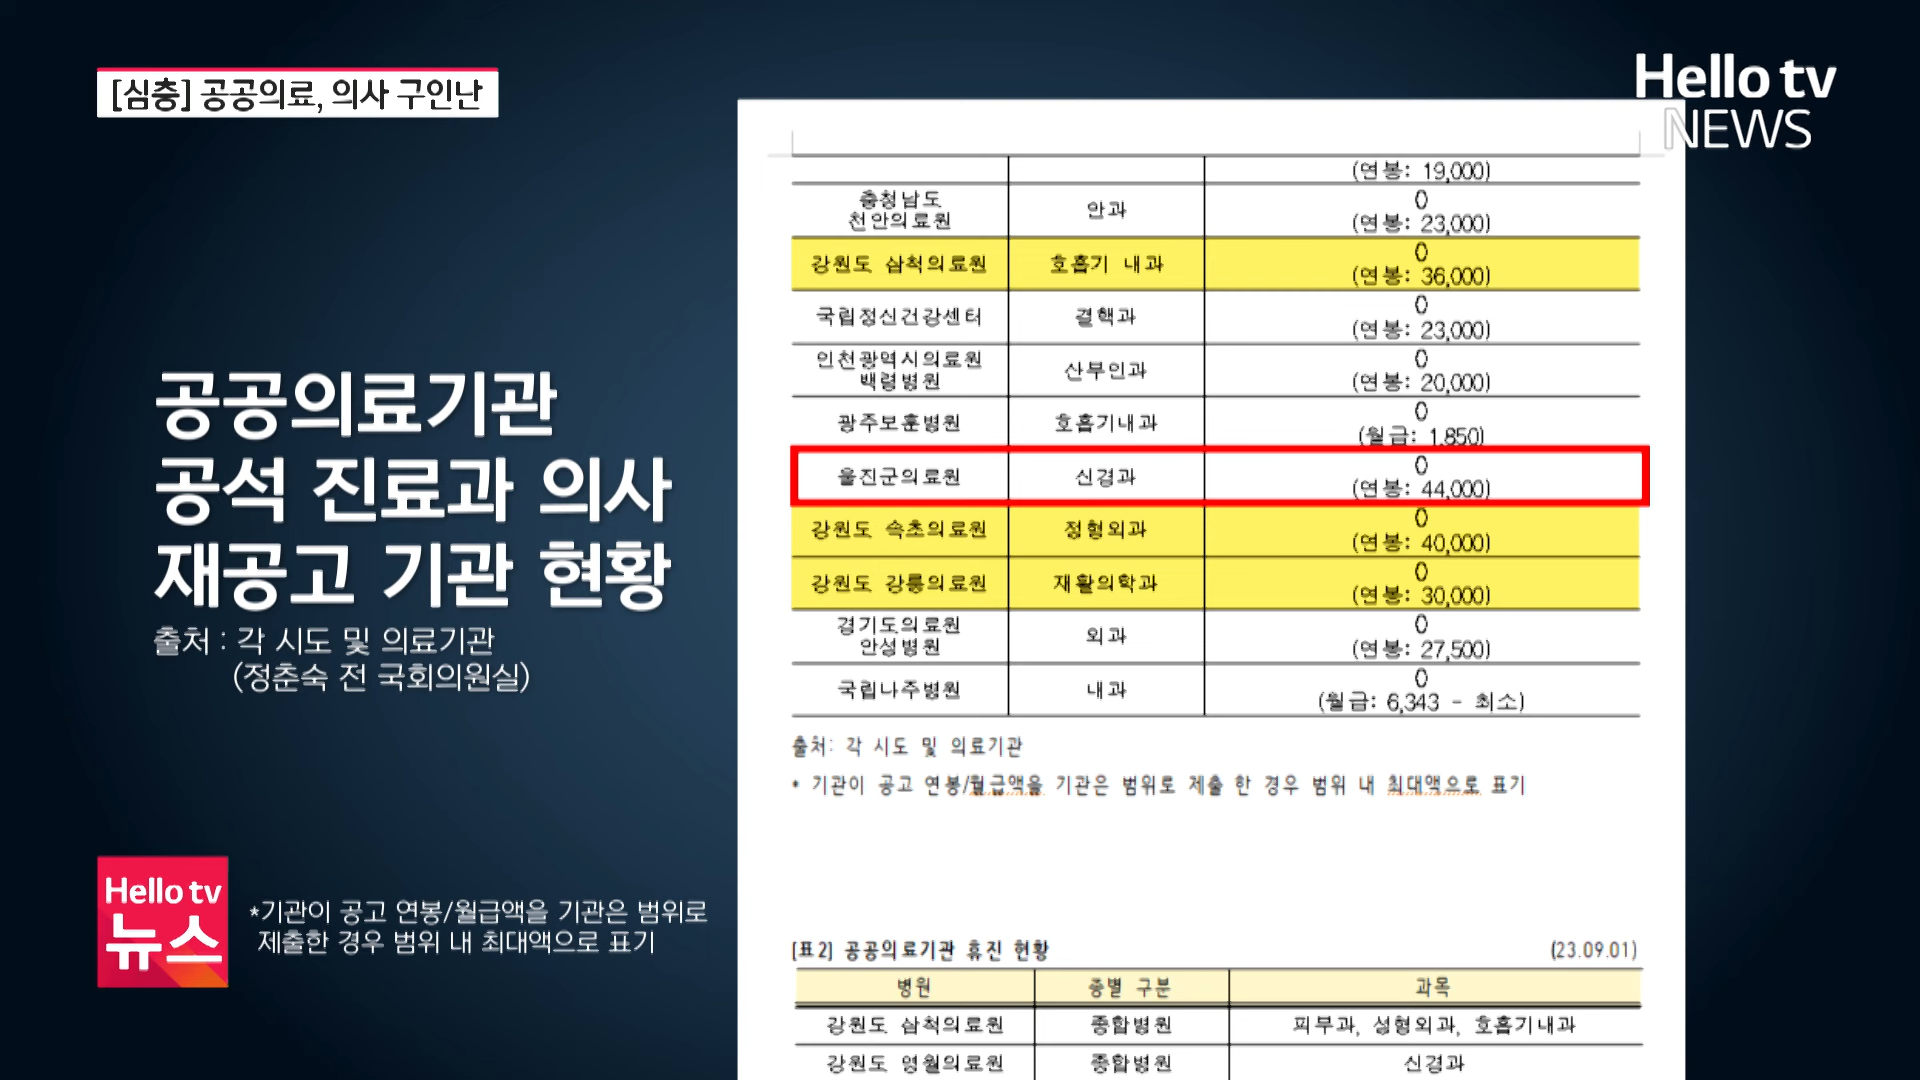 [심층] 공공의료, 의사 구인난
Hello tv
NEWS
공공의료기관
공석 진료과 의사
재공고 기관 현황
출처 : 각 시도 및 의료기관
(정춘숙 전 국회의원실)
Hello tv
뉴스
*기관이 공고 연봉/월급액을 기관은 범위로
제출한 경우 범위 내 최대액으로 표기
(연봉: 19,000)
충청남도
천안의료원
안과
0
(연봉: 23,000)
강원도 삼척의료원
호흡기 내과
0
(연봉: 36,000)
국립정신건강센터
결핵과
0
(연봉: 23,000)
인천광역시의료원
백령병원
산부인과
0
(연봉: 20,000)
광주보훈병원
호흡기내과
0
(월급: 1,850)
울진군의료원
신경과
0
(연봉: 44,000)
강원도 속초의료원
정형외과
0
(연봉: 40,000)
강원도 강릉의료원
재활의학과
0
(연봉: 30,000)
경기도의료원
안성병원
외과
0
(연봉: 27,500)
국립나주병원
내과
0
(월급: 6,343 - 최소)
출처: 각 시도 및 의료기관
* 기관이 공고 연봉/월급액을 기관은 범위로 제출 한 경우 범위 내 최대액으로 표기
[표2] 공공의료기관 휴진 현황
(23.09.01)
병원
종별 구분
과목
강원도 삼척의료원
종합병원
피부과, 성형외과, 호흡기내과
강원도 영월의료원
종합병원
신경과